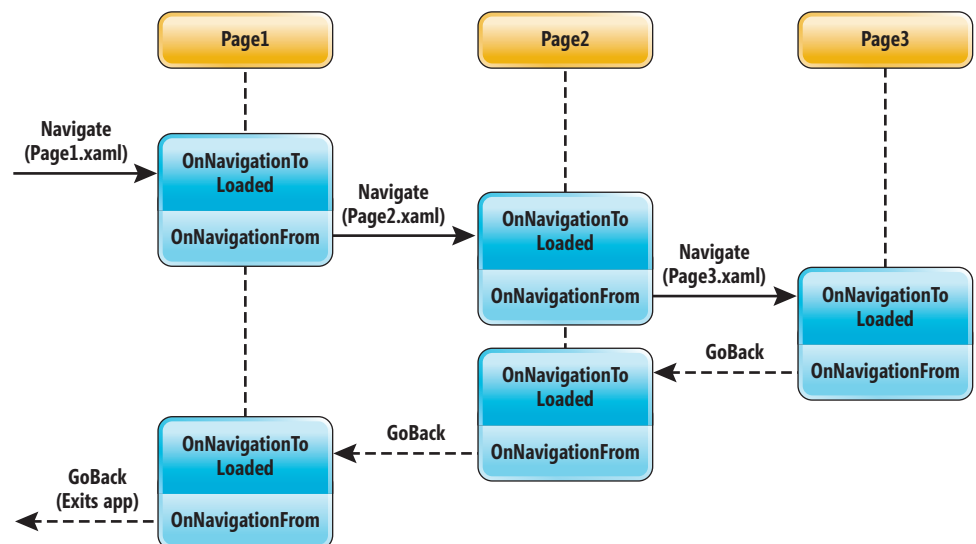 Page1
Page2
Page3
Navigate
(Page1.xaml)
OnNavigationTo
Loaded
OnNavigationFrom
Navigate
(Page2.xaml)
OnNavigationTo
Loaded
OnNavigationFrom
Navigate
(Page3.xaml)
OnNavigationTo
Loaded
OnNavigationFrom
GoBack
OnNavigationTo
Loaded
OnNavigationFrom
GoBack
OnNavigationTo
Loaded
OnNavigationFrom
GoBack
(Exits app)